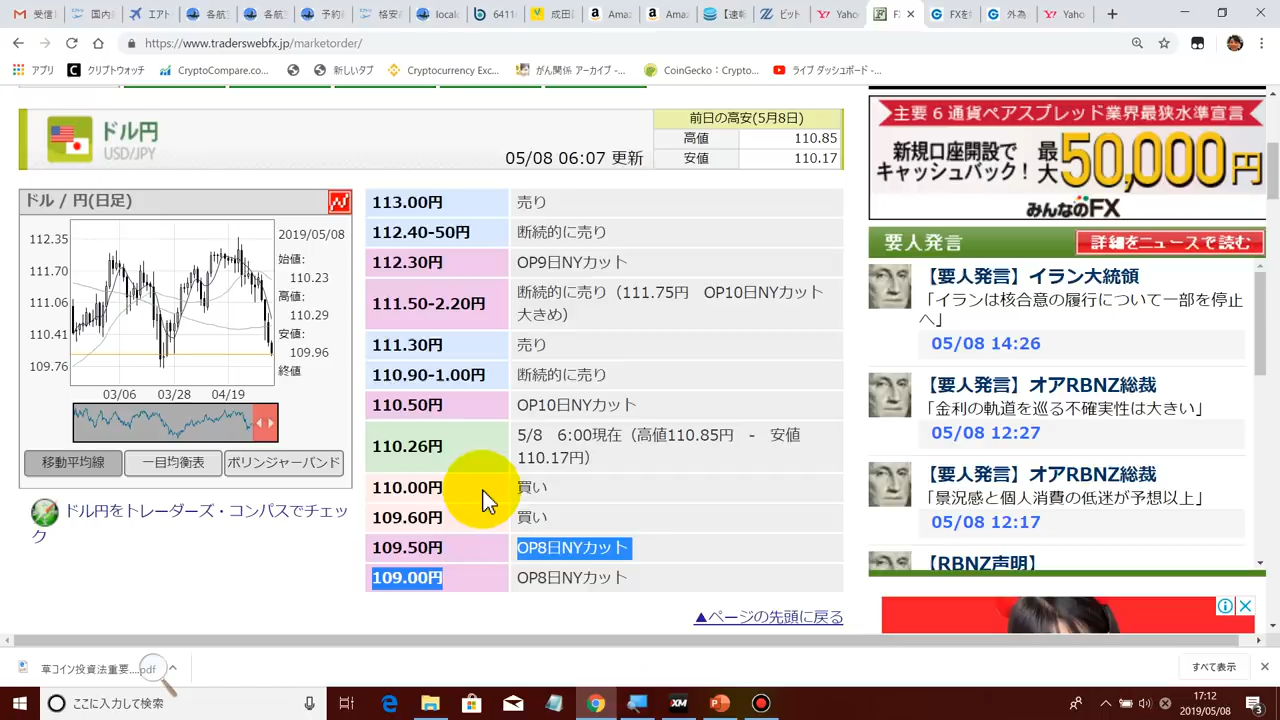 受信
国内
エアト
各航
各航
予約
格安
locale
6411
成田
Amaz
Amaz
【速報
ビット
Yaho
FX
FXを
外為
Yaho
https://www.traderswebfx.jp/marketorder/
アプリ
クリプトウォッチ
CryptoCompare.co...
新しいタブ
Cryptocurrency Exc...
がん関係 アーカイブ -...
CoinGecko: Crypto...
ライブ ダッシュボード -...
ドル円
USD/JPY
05/08 06:07 更新
前日の高安(5月8日)
高値 110.85
安値 110.17
ドル / 円(日足)
112.35
111.70
111.06
110.41
109.76
03/06 03/28 04/19
2019/05/08
始値:
110.23
高値:
110.29
安値:
109.96
終値
移動平均線 一目均衡表 ボリンジャーバンド
ドル円をトレーダーズ・コンパスでチェッ
ク
113.00円 売り
112.40-50円 断続的に売り
112.30円 OP9日NYカット
111.50-2.20円 断続的に売り（111.75円 OP10日NYカット
大きめ）
111.30円 売り
110.90-1.00円 断続的に売り
110.50円 OP10日NYカット
110.26円 5/8 6:00現在（高値110.85円 - 安値
110.17円）
110.00円 買い
109.60円 買い
109.50円 OP8日NYカット
109.00円 OP8日NYカット
▲ページの先頭に戻る
主要6通貨ペアスプレッド業界最狭水準宣言
新規口座開設で
キャッシュバック！
最大
50,000円
みんなのFX
要人発言
詳細をニュースで読む
【要人発言】イラン大統領
「イランは核合意の履行について一部を停止
へ」
05/08 14:26
【要人発言】オアRBNZ総裁
「金利の軌道を巡る不確実性は大きい」
05/08 12:27
【要人発言】オアRBNZ総裁
「景況感と個人消費の低迷が予想以上」
05/08 12:17
【RBNZ声明】
草コイン投資法重要....pdf
すべて表示
ここに入力して検索
XM
17:12
2019/05/08
3